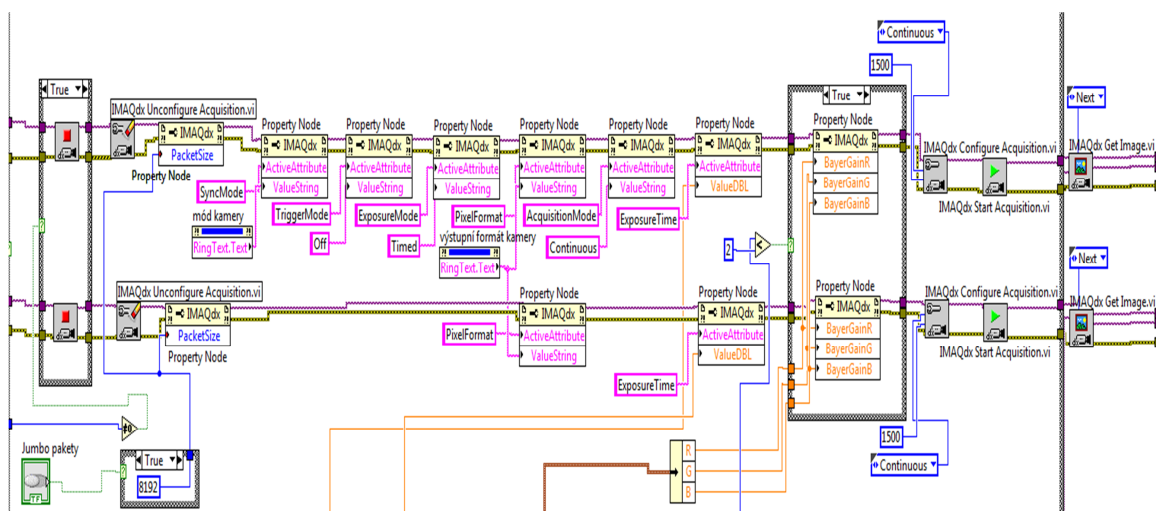 Continuous
1500
True
True
Next
IMAQdx Unconfigure Acquisition.vi
IMAQdx
PacketSize
Property Node
Property Node
IMAQdx
ActiveAttribute
ValueString
Property Node
IMAQdx
ActiveAttribute
ValueString
Property Node
IMAQdx
ActiveAttribute
ValueString
Property Node
IMAQdx
ActiveAttribute
ValueString
Property Node
IMAQdx
ActiveAttribute
ValueString
Property Node
IMAQdx
ActiveAttribute
ValueDBL
Property Node
IMAQdx
BayerGainR
BayerGainG
BayerGainB
IMAQdx Configure Acquisition.vi
IMAQdx Start Acquisition.vi
IMAQdx Get Image.vi
SyncMode
mód kamery
RingText.Text
TriggerMode
Off
ExposureMode
Timed
PixelFormat
výstupní formát kamery
RingText.Text
AcquisitionMode
Continuous
ExposureTime
2
<
Next
IMAQdx Unconfigure Acquisition.vi
IMAQdx
PacketSize
Property Node
Property Node
IMAQdx
ActiveAttribute
ValueString
PixelFormat
Property Node
IMAQdx
ActiveAttribute
ValueDBL
ExposureTime
Property Node
IMAQdx
BayerGainR
BayerGainG
BayerGainB
IMAQdx Configure Acquisition.vi
IMAQdx Start Acquisition.vi
IMAQdx Get Image.vi
1500
Continuous
≠0
Jumbo pakety
TF
True
8192
R
G
B